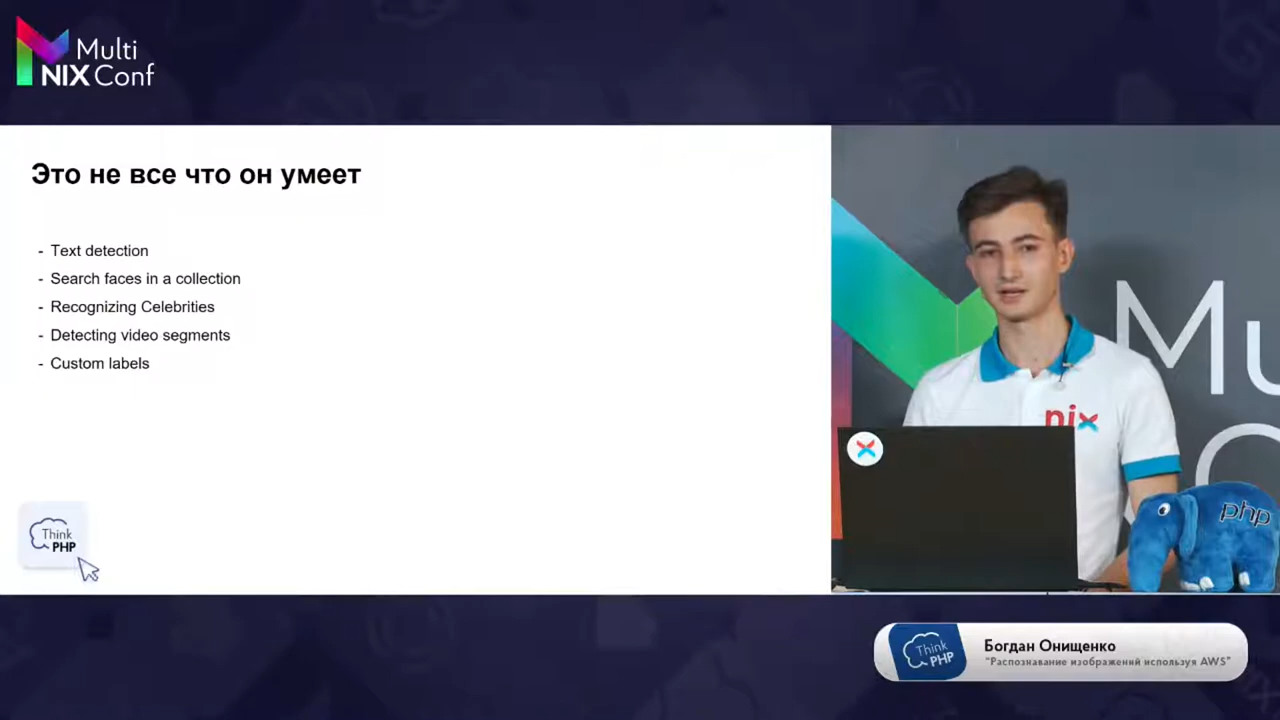 Multi
NIX Conf
Это не все что он умеет
- Text detection
- Search faces in a collection
- Recognizing Celebrities
- Detecting video segments
- Custom labels
Think
PHP
Mu
nix
php
Think
PHP
Богдан Онищенко
"Распознавание изображений используя AWS"